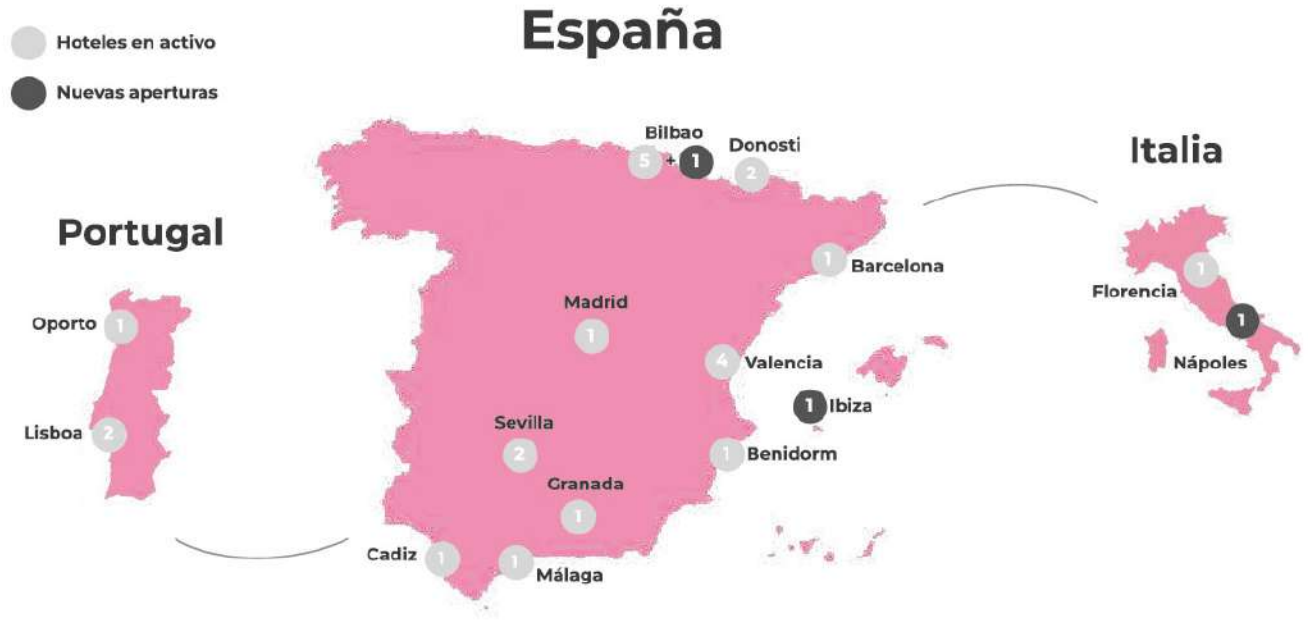 España
Hoteles en activo
Nuevas aperturas
Bilbao
5 + 1
Donosti
2
Italia
Portugal
1
Barcelona
1
Florencia
Madrid
1
Oporto
1
1
Nápoles
4
Valencia
1
Ibiza
Sevilla
2
Lisboa
2
1
Benidorm
Granada
1
Cadiz
1
1
Málaga